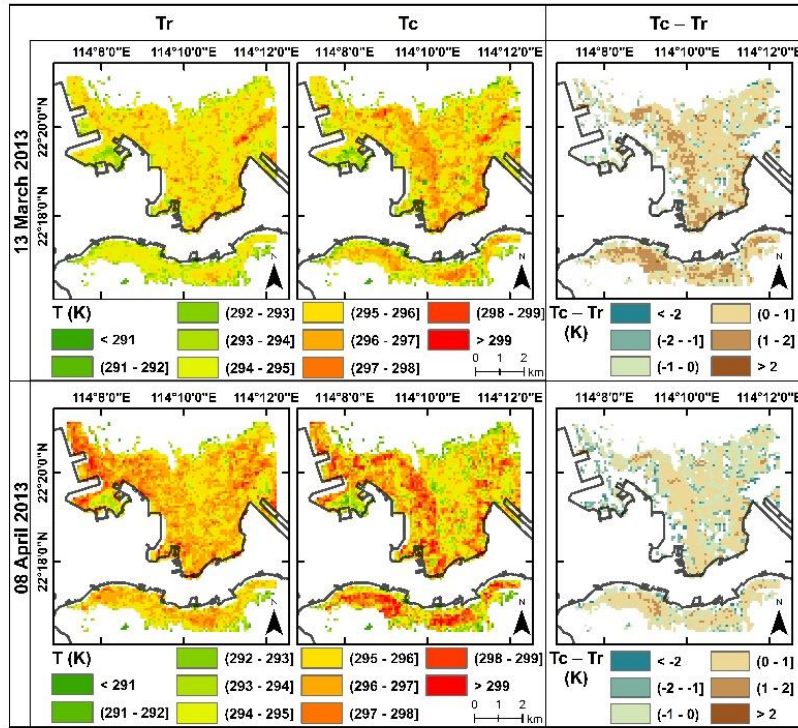 Tr
Tc
Tc – Tr
114°8'0"E 114°10'0"E 114°12'0"E
114°8'0"E 114°10'0"E 114°12'0"E
114°8'0"E 114°10'0"E 114°12'0"E
13 March 2013
22°20'0"N
22°18'0"N
N
N
N
T (K)
(292 - 293]
(295 - 296]
(298 - 299]
< 291
(293 - 294]
(296 - 297]
> 299
(291 - 292]
(294 - 295]
(297 - 298]
0 1 2
km
Tc – Tr
(K)
< -2
(0 - 1]
(-2 - -1]
(1 - 2]
(-1 - 0)
> 2
114°8'0"E 114°10'0"E 114°12'0"E
114°8'0"E 114°10'0"E 114°12'0"E
114°8'0"E 114°10'0"E 114°12'0"E
08 April 2013
22°20'0"N
22°18'0"N
N
N
N
T (K)
(292 - 293]
(295 - 296]
(298 - 299]
< 291
(293 - 294]
(296 - 297]
> 299
(291 - 292]
(294 - 295]
(297 - 298]
0 1 2
km
Tc – Tr
(K)
< -2
(0 - 1]
(-2 - -1]
(1 - 2]
(-1 - 0)
> 2